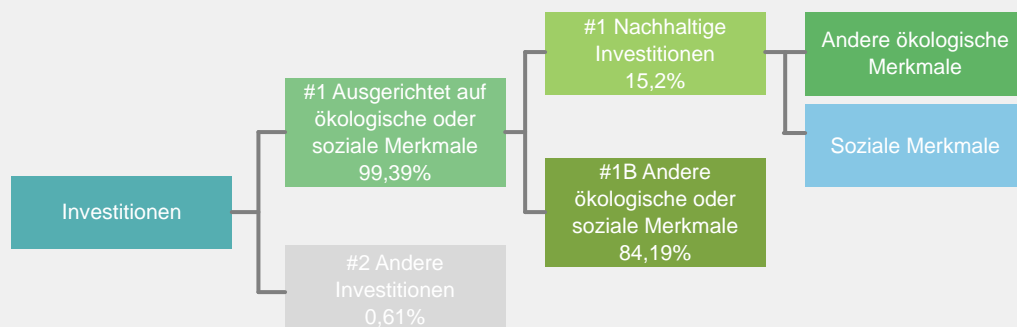 Investitionen
#1 Ausgerichtet auf
ökologische oder
soziale Merkmale
99,39%
#2 Andere
Investitionen
0,61%
#1 Nachhaltige
Investitionen
15,2%
#1B Andere
ökologische oder
soziale Merkmale
84,19%
Andere ökologische
Merkmale
Soziale Merkmale